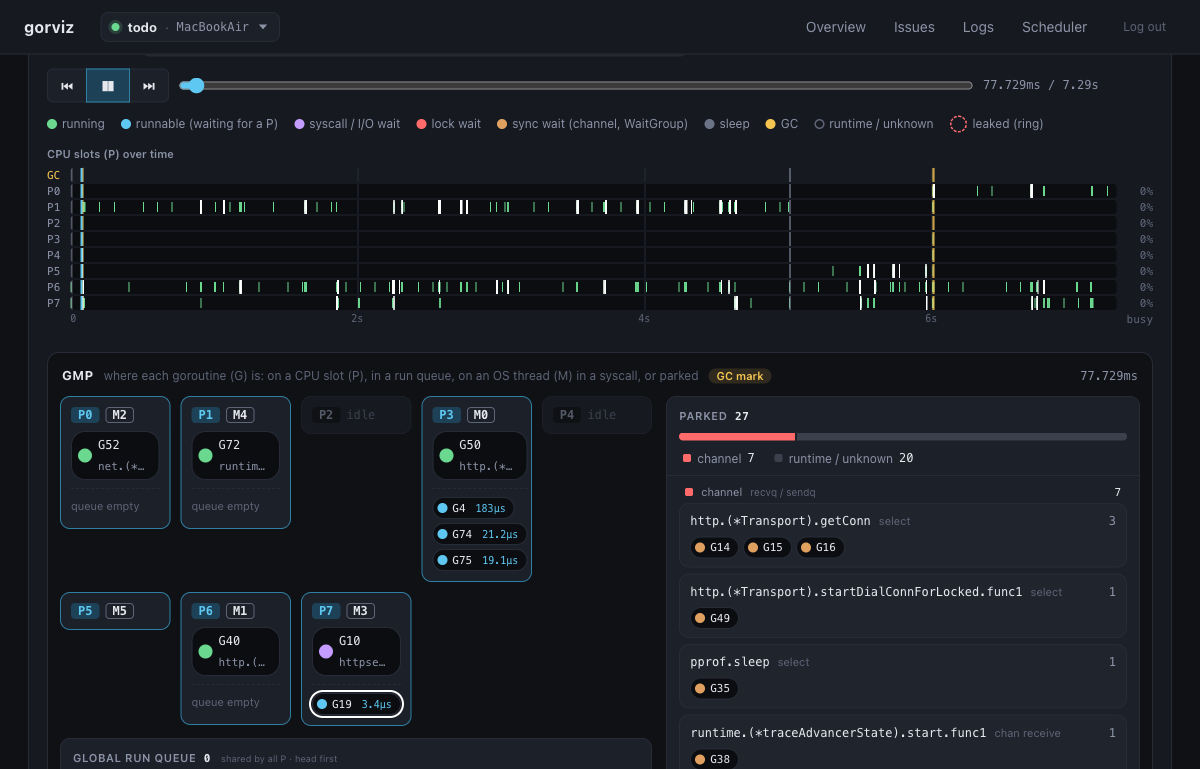 gorviz
todo · MacBookAir
Overview Issues Logs Scheduler Log out
77.729ms / 7.29s
running runnable (waiting for a P) syscall / I/O wait lock wait sync wait (channel, WaitGroup) sleep GC runtime / unknown leaked (ring)
CPU slots (P) over time
GC
P0 0%
P1 0%
P2 0%
P3 0%
P4 0%
P5 0%
P6 0%
P7 0%
0 2s 4s 6s busy
GMP where each goroutine (G) is: on a CPU slot (P), in a run queue, on an OS thread (M) in a syscall, or parked GC mark 77.729ms
P0 M2
G52
net.(*…
queue empty
P1 M4
G72
runtim…
queue empty
P2 idle
P3 M0
G50
http.(*…
G4 183µs
G74 21.2µs
G75 19.1µs
P4 idle
P5 M5
P6 M1
G40
http.(…
queue empty
P7 M3
G10
httpse…
G19 3.4µs
GLOBAL RUN QUEUE 0 shared by all P · head first
PARKED 27
channel 7 runtime / unknown 20
channel recvq / sendq 7
http.(*Transport).getConn select 3
G14 G15 G16
http.(*Transport).startDialConnForLocked.func1 select 1
G49
pprof.sleep select 1
G35
runtime.(*traceAdvancerState).start.func1 chan receive 1
G38